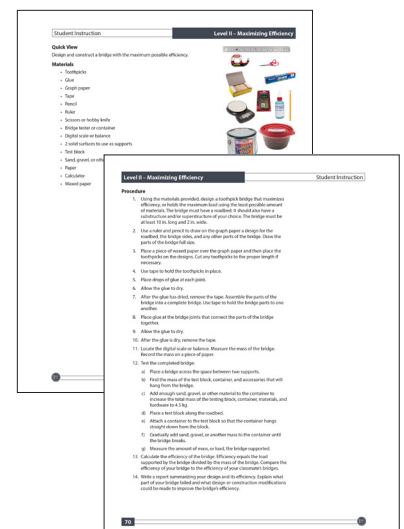 Student Instruction
Level II – Maximizing Efficiency
Quick View
Design and construct a bridge with the maximum possible efficiency.
Materials
• Toothpicks
• Glue
• Graph paper
• Tape
• Pencil
• Ruler
• Scissors or hobby knife
• Bridge tester or container
• Digital scale or balance
• 2 solid surfaces to use as supports
• Test block
• Sand, gravel, or oth
• Paper
• Calculator
• Waxed paper
Level II – Maximizing Efficiency
Student Instruction
Procedure
1. Using the materials provided, design a toothpick bridge that maximizes
efficiency, or holds the maximum load using the least possible amount
of materials. The bridge must have a roadbed. It should also have a
substructure and/or superstructure of your choice. The bridge must be
at least 10 in. long and 2 in. wide.
2. Use a ruler and pencil to draw on the graph paper a design for the
roadbed, the bridge sides, and any other parts of the bridge. Draw the
parts of the bridge full size.
3. Place a piece of waxed paper over the graph paper and then place the
toothpicks on the designs. Cut any toothpicks to the proper length if
necessary.
4. Use tape to hold the toothpicks in place.
5. Place drops of glue at each joint.
6. Allow the glue to dry.
7. After the glue has dried, remove the tape. Assemble the parts of the
bridge into a complete bridge. Use tape to hold the bridge parts to one
another.
8. Place glue at the bridge joints that connect the parts of the bridge
together.
9. Allow the glue to dry.
10. After the glue is dry, remove the tape.
11. Locate the digital scale or balance. Measure the mass of the bridge.
Record the mass on a piece of paper.
12. Test the completed bridge.
a) Place a bridge across the space between two supports.
b) Find the mass of the test block, container, and accessories that will
hang from the bridge.
c) Add enough sand, gravel, or other material to the container to
increase the total mass of the testing block, container, materials, and
hardware to 4.5 kg.
d) Place a test block along the roadbed.
e) Attach a container to the test block so that the container hangs
straight down from the block.
f) Gradually add sand, gravel, or another mass to the container until
the bridge breaks.
g) Measure the amount of mass, or load, the bridge supported.
13. Calculate the efficiency of the bridge. Efficiency equals the load
supported by the bridge divided by the mass of the bridge. Compare the
efficiency of your bridge to the efficiency of your classmate's bridges.
14. Write a report summarizing your design and its efficiency. Explain what
part of your bridge failed and what design or construction modifications
could be made to improve the bridge's efficiency.
70